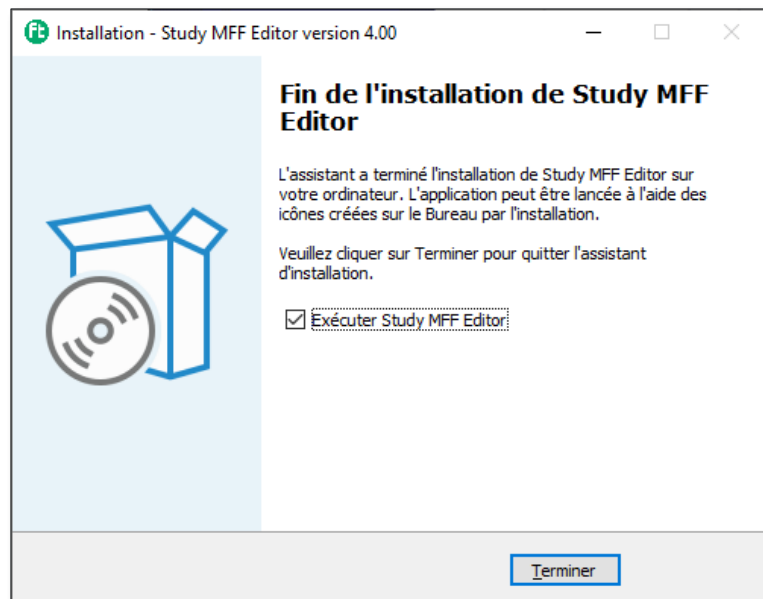 ft Installation - Study MFF Editor version 4.00
Fin de l'installation de Study MFF
Editor
L'assistant a terminé l'installation de Study MFF Editor sur
votre ordinateur. L'application peut être lancée à l'aide des
icônes créées sur le Bureau par l'installation.
Veuillez cliquer sur Terminer pour quitter l'assistant
d'installation.
Exécuter Study MFF Editor
Terminer